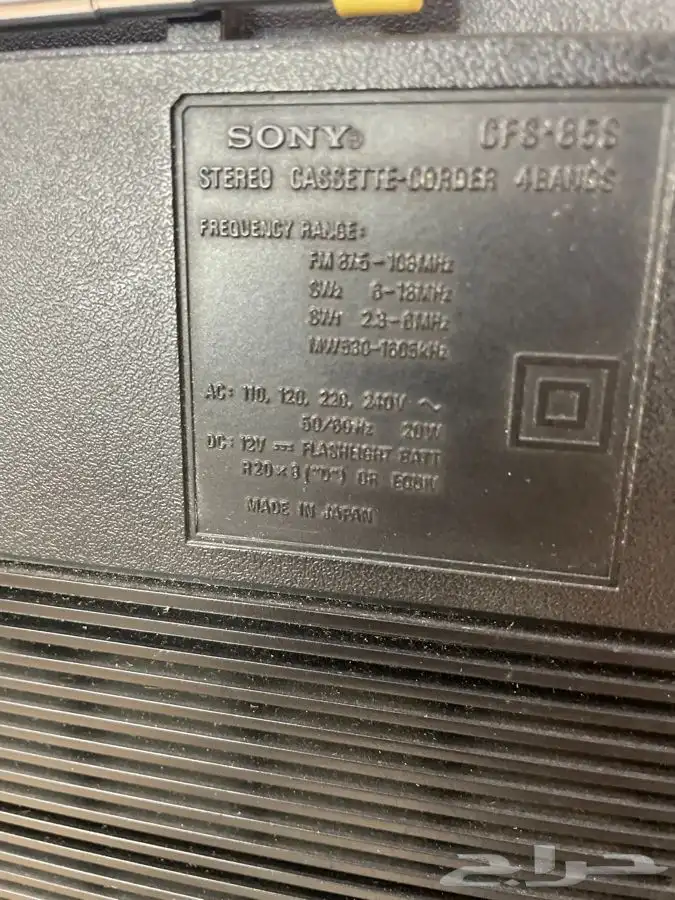 SONY® CFS-85S
STEREO CASSETTE-CORDER 4BANDS
FREQUENCY RANGE:
FM 87.5-108MHz
SW2 6-18MHz
SW1 2.3-6MHz
MW530-1605kHz
AC: 110, 120, 220, 240V ~
50/60Hz 20W
DC: 12V ⎓ FLASHLIGHT BATT
R20×8 ("D") OR EQUIV
MADE IN JAPAN
حراج